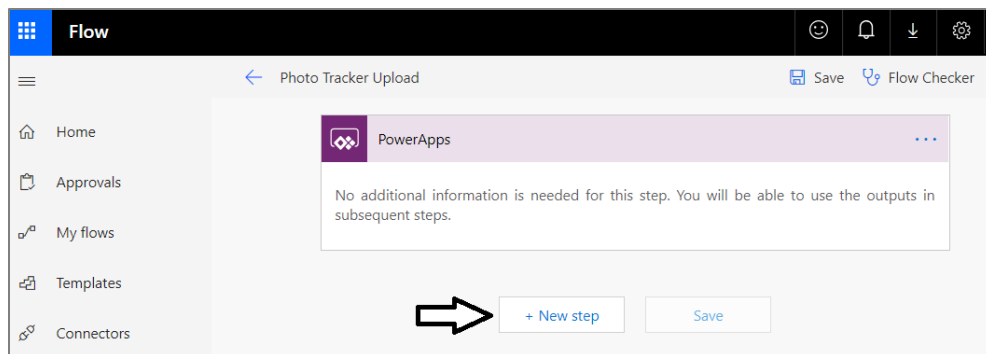 Flow
Photo Tracker Upload
Save
Flow Checker
Home
Approvals
My flows
Templates
Connectors
PowerApps
No additional information is needed for this step. You will be able to use the outputs in
subsequent steps.
+ New step
Save